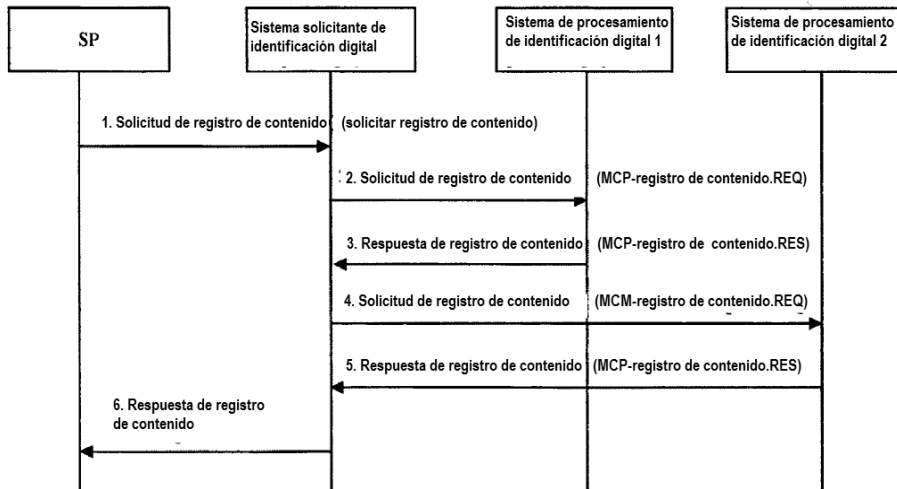 SP
Sistema solicitante de
identificación digital
Sistema de procesamiento
de identificación digital 1
Sistema de procesamiento
de identificación digital 2
1. Solicitud de registro de contenido (solicitar registro de contenido)
2. Solicitud de registro de contenido (MCP-registro de contenido.REQ)
3. Respuesta de registro de contenido (MCP-registro de contenido.RES)
4. Solicitud de registro de contenido (MCM-registro de contenido.REQ)
5. Respuesta de registro de contenido (MCP-registro de contenido.RES)
6. Respuesta de registro
de contenido